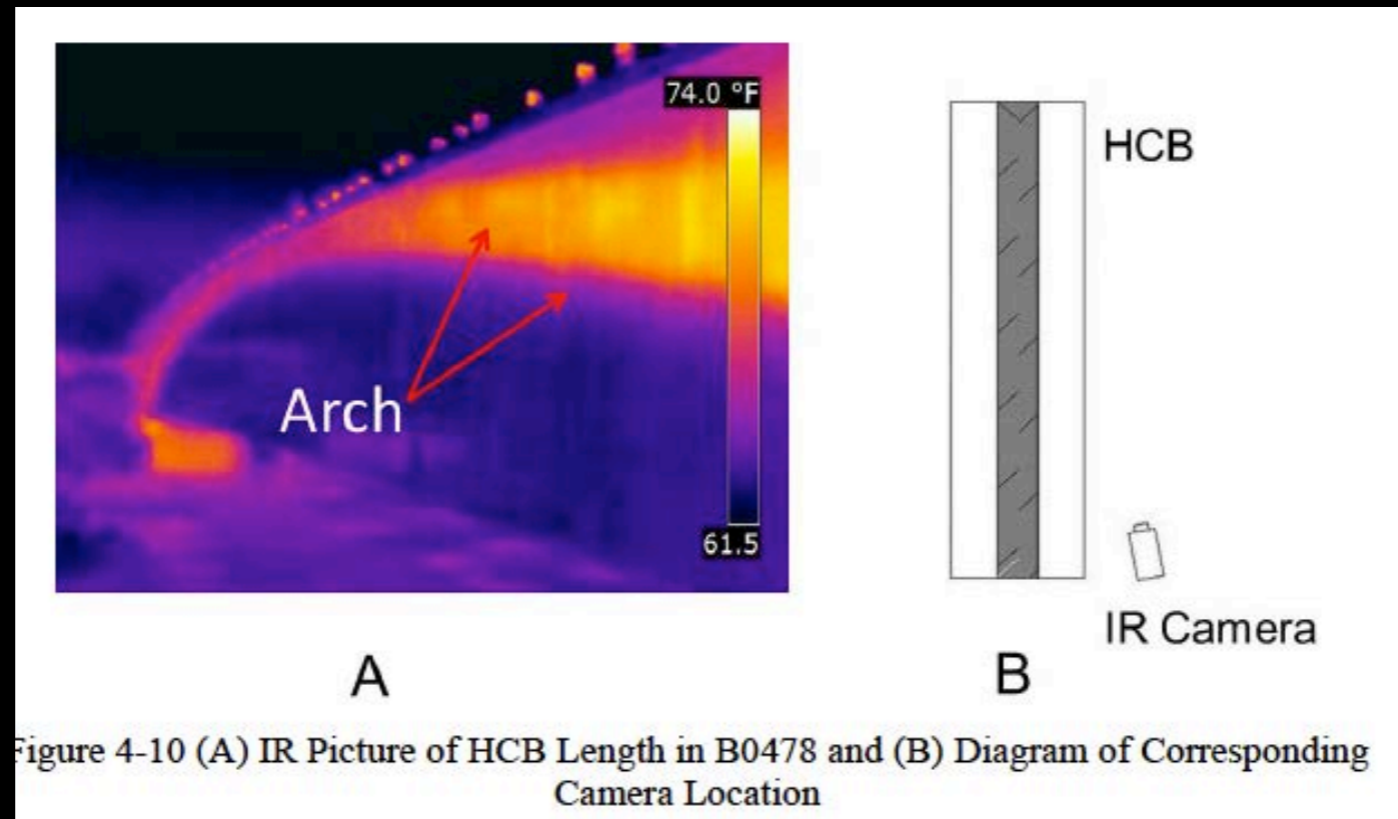 74.0 °F
HCB
Arch
61.5
IR Camera
A
B
Figure 4-10 (A) IR Picture of HCB Length in B0478 and (B) Diagram of Corresponding
Camera Location